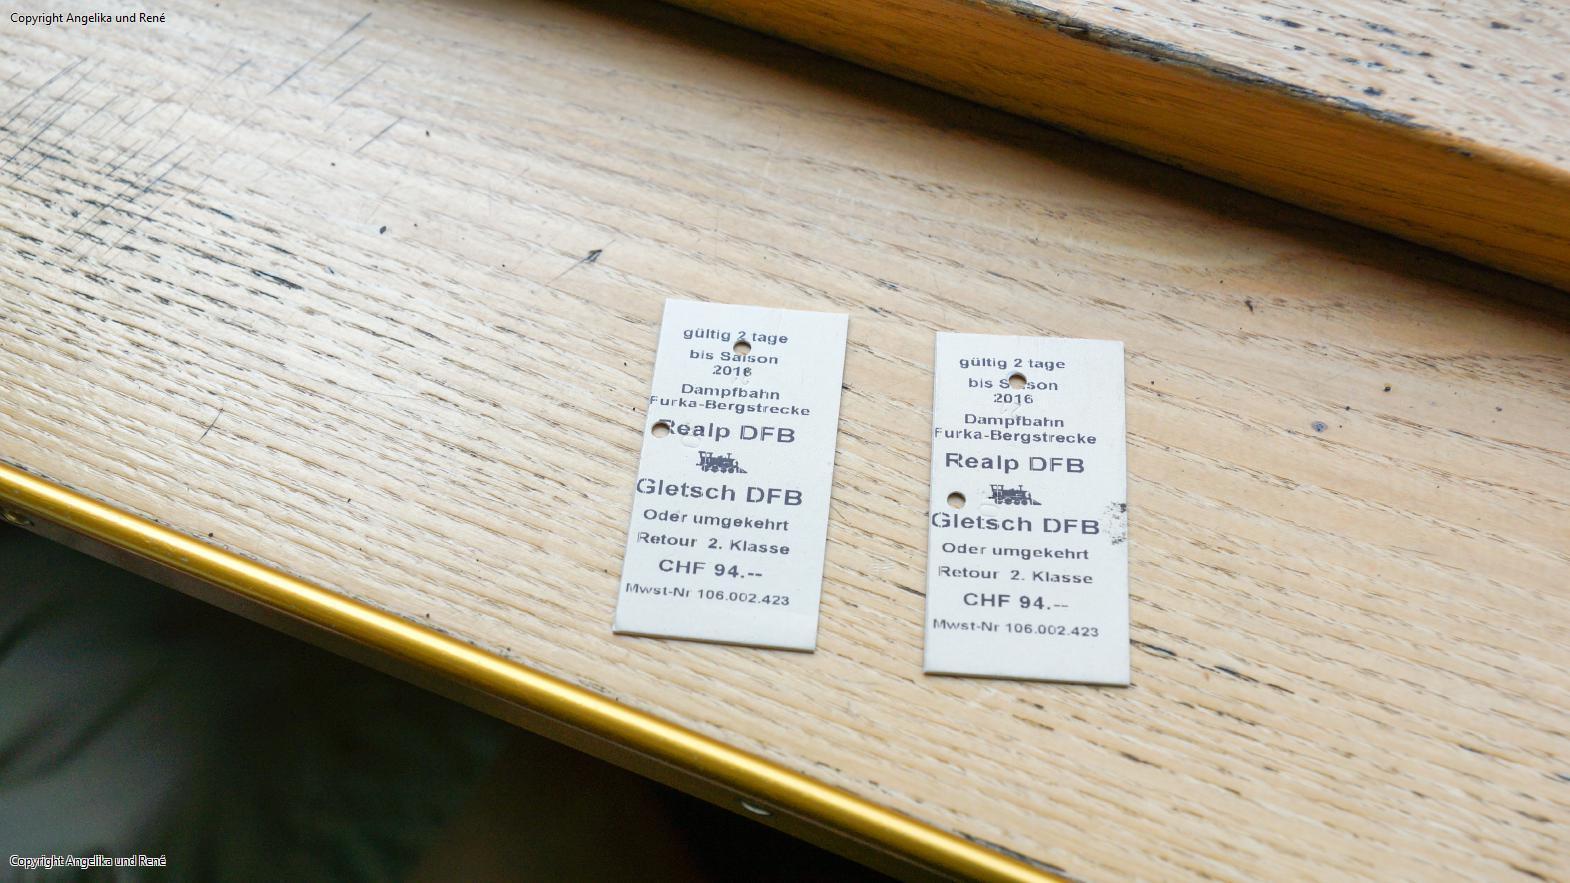 Copyright Angelika und René
gültig 2 tage
bis Saison
2016
Dampfbahn
Furka-Bergstrecke
Realp DFB
Gletsch DFB
Oder umgekehrt
Retour 2. Klasse
CHF 94.--
Mwst-Nr 106.002.423
gültig 2 tage
bis Saison
2016
Dampfbahn
Furka-Bergstrecke
Realp DFB
Gletsch DFB
Oder umgekehrt
Retour 2. Klasse
CHF 94.--
Mwst-Nr 106.002.423
Copyright Angelika und René